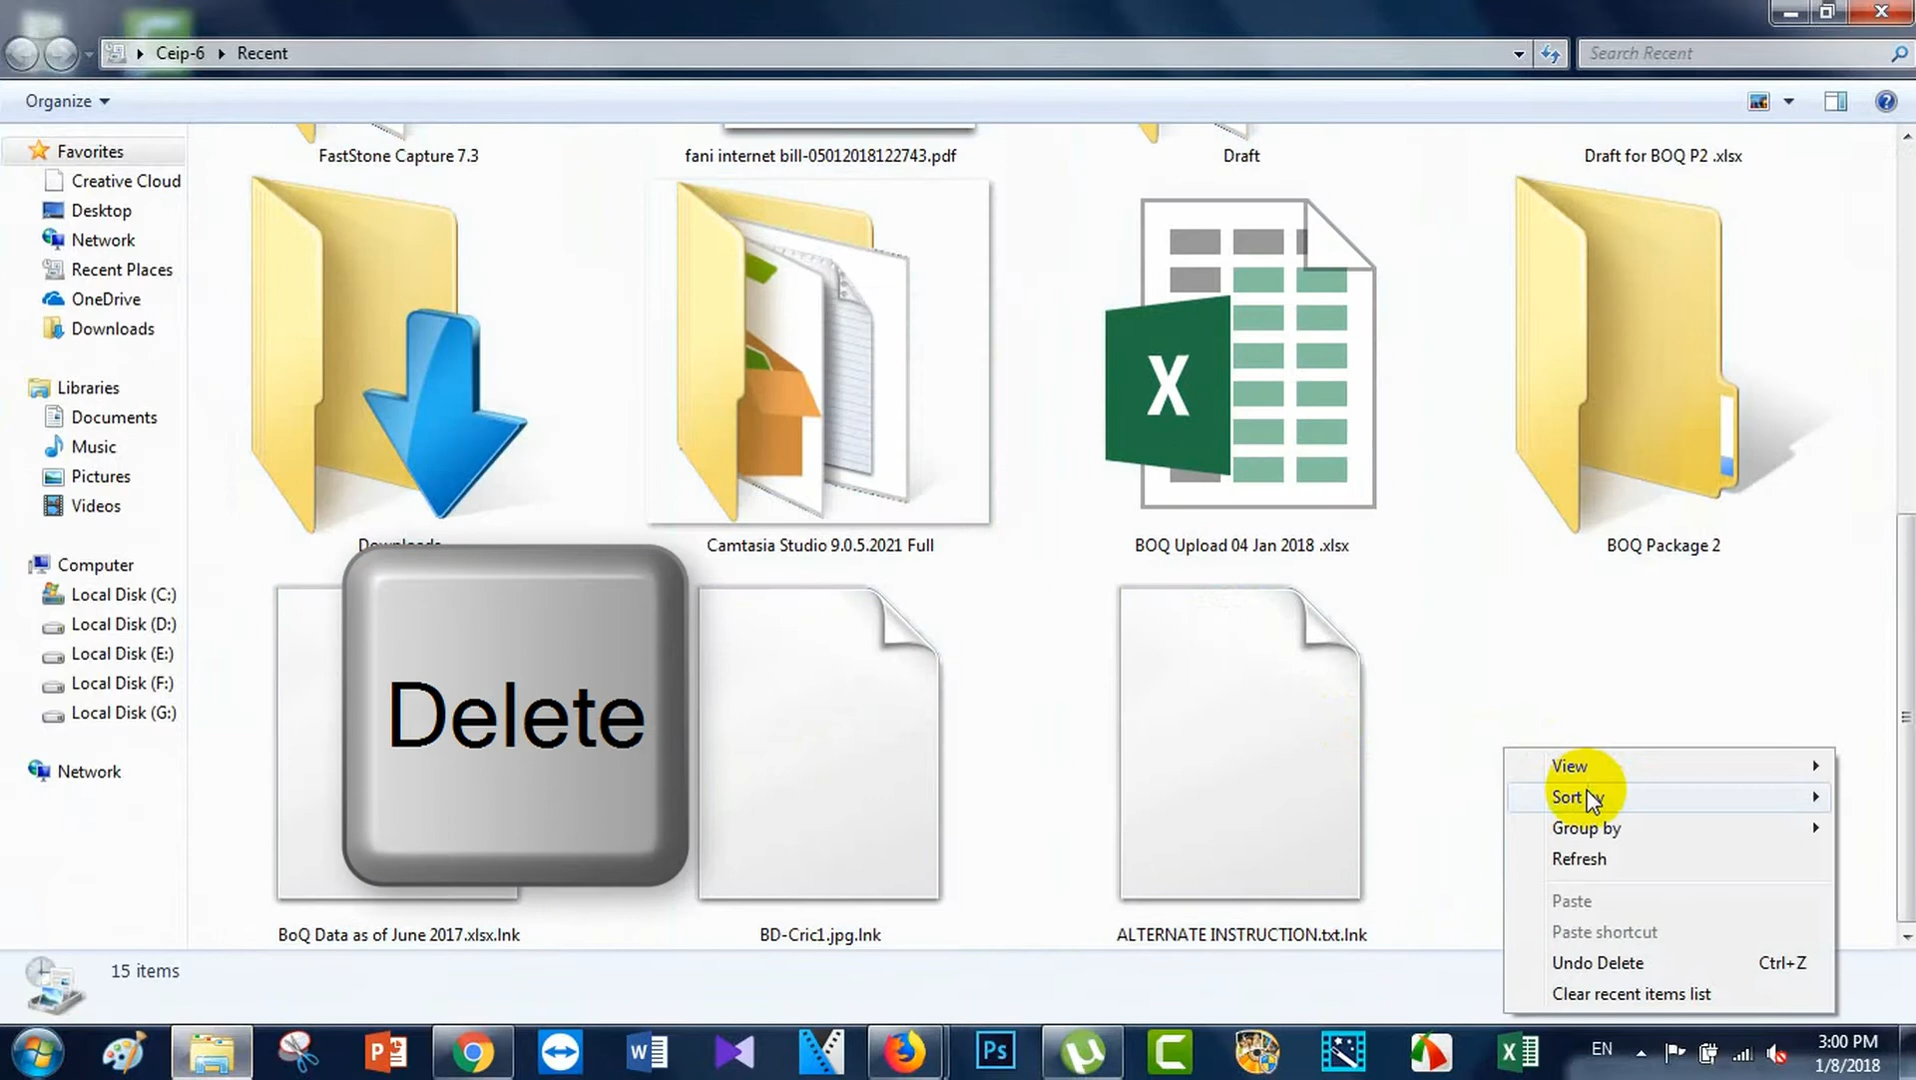 Ceip-6 Recent
Search Recent
Organize
Favorites
Creative Cloud
Desktop
Network
Recent Places
OneDrive
Downloads
Libraries
Documents
Music
Pictures
Videos
Computer
Local Disk (C:)
Local Disk (D:)
Local Disk (E:)
Local Disk (F:)
Local Disk (G:)
Network
FastStone Capture 7.3
fani internet bill-05012018122743.pdf
Draft
Draft for BOQ P2 .xlsx
Downloads
Camtasia Studio 9.0.5.2021 Full
BOQ Upload 04 Jan 2018 .xlsx
BOQ Package 2
X
Delete
BoQ Data as of June 2017.xlsx.lnk
BD-Cric1.jpg.lnk
ALTERNATE INSTRUCTION.txt.lnk
View
Sort by
Group by
Refresh
Paste
Paste shortcut
Undo Delete Ctrl+Z
Clear recent items list
15 items
EN
3:00 PM
1/8/2018